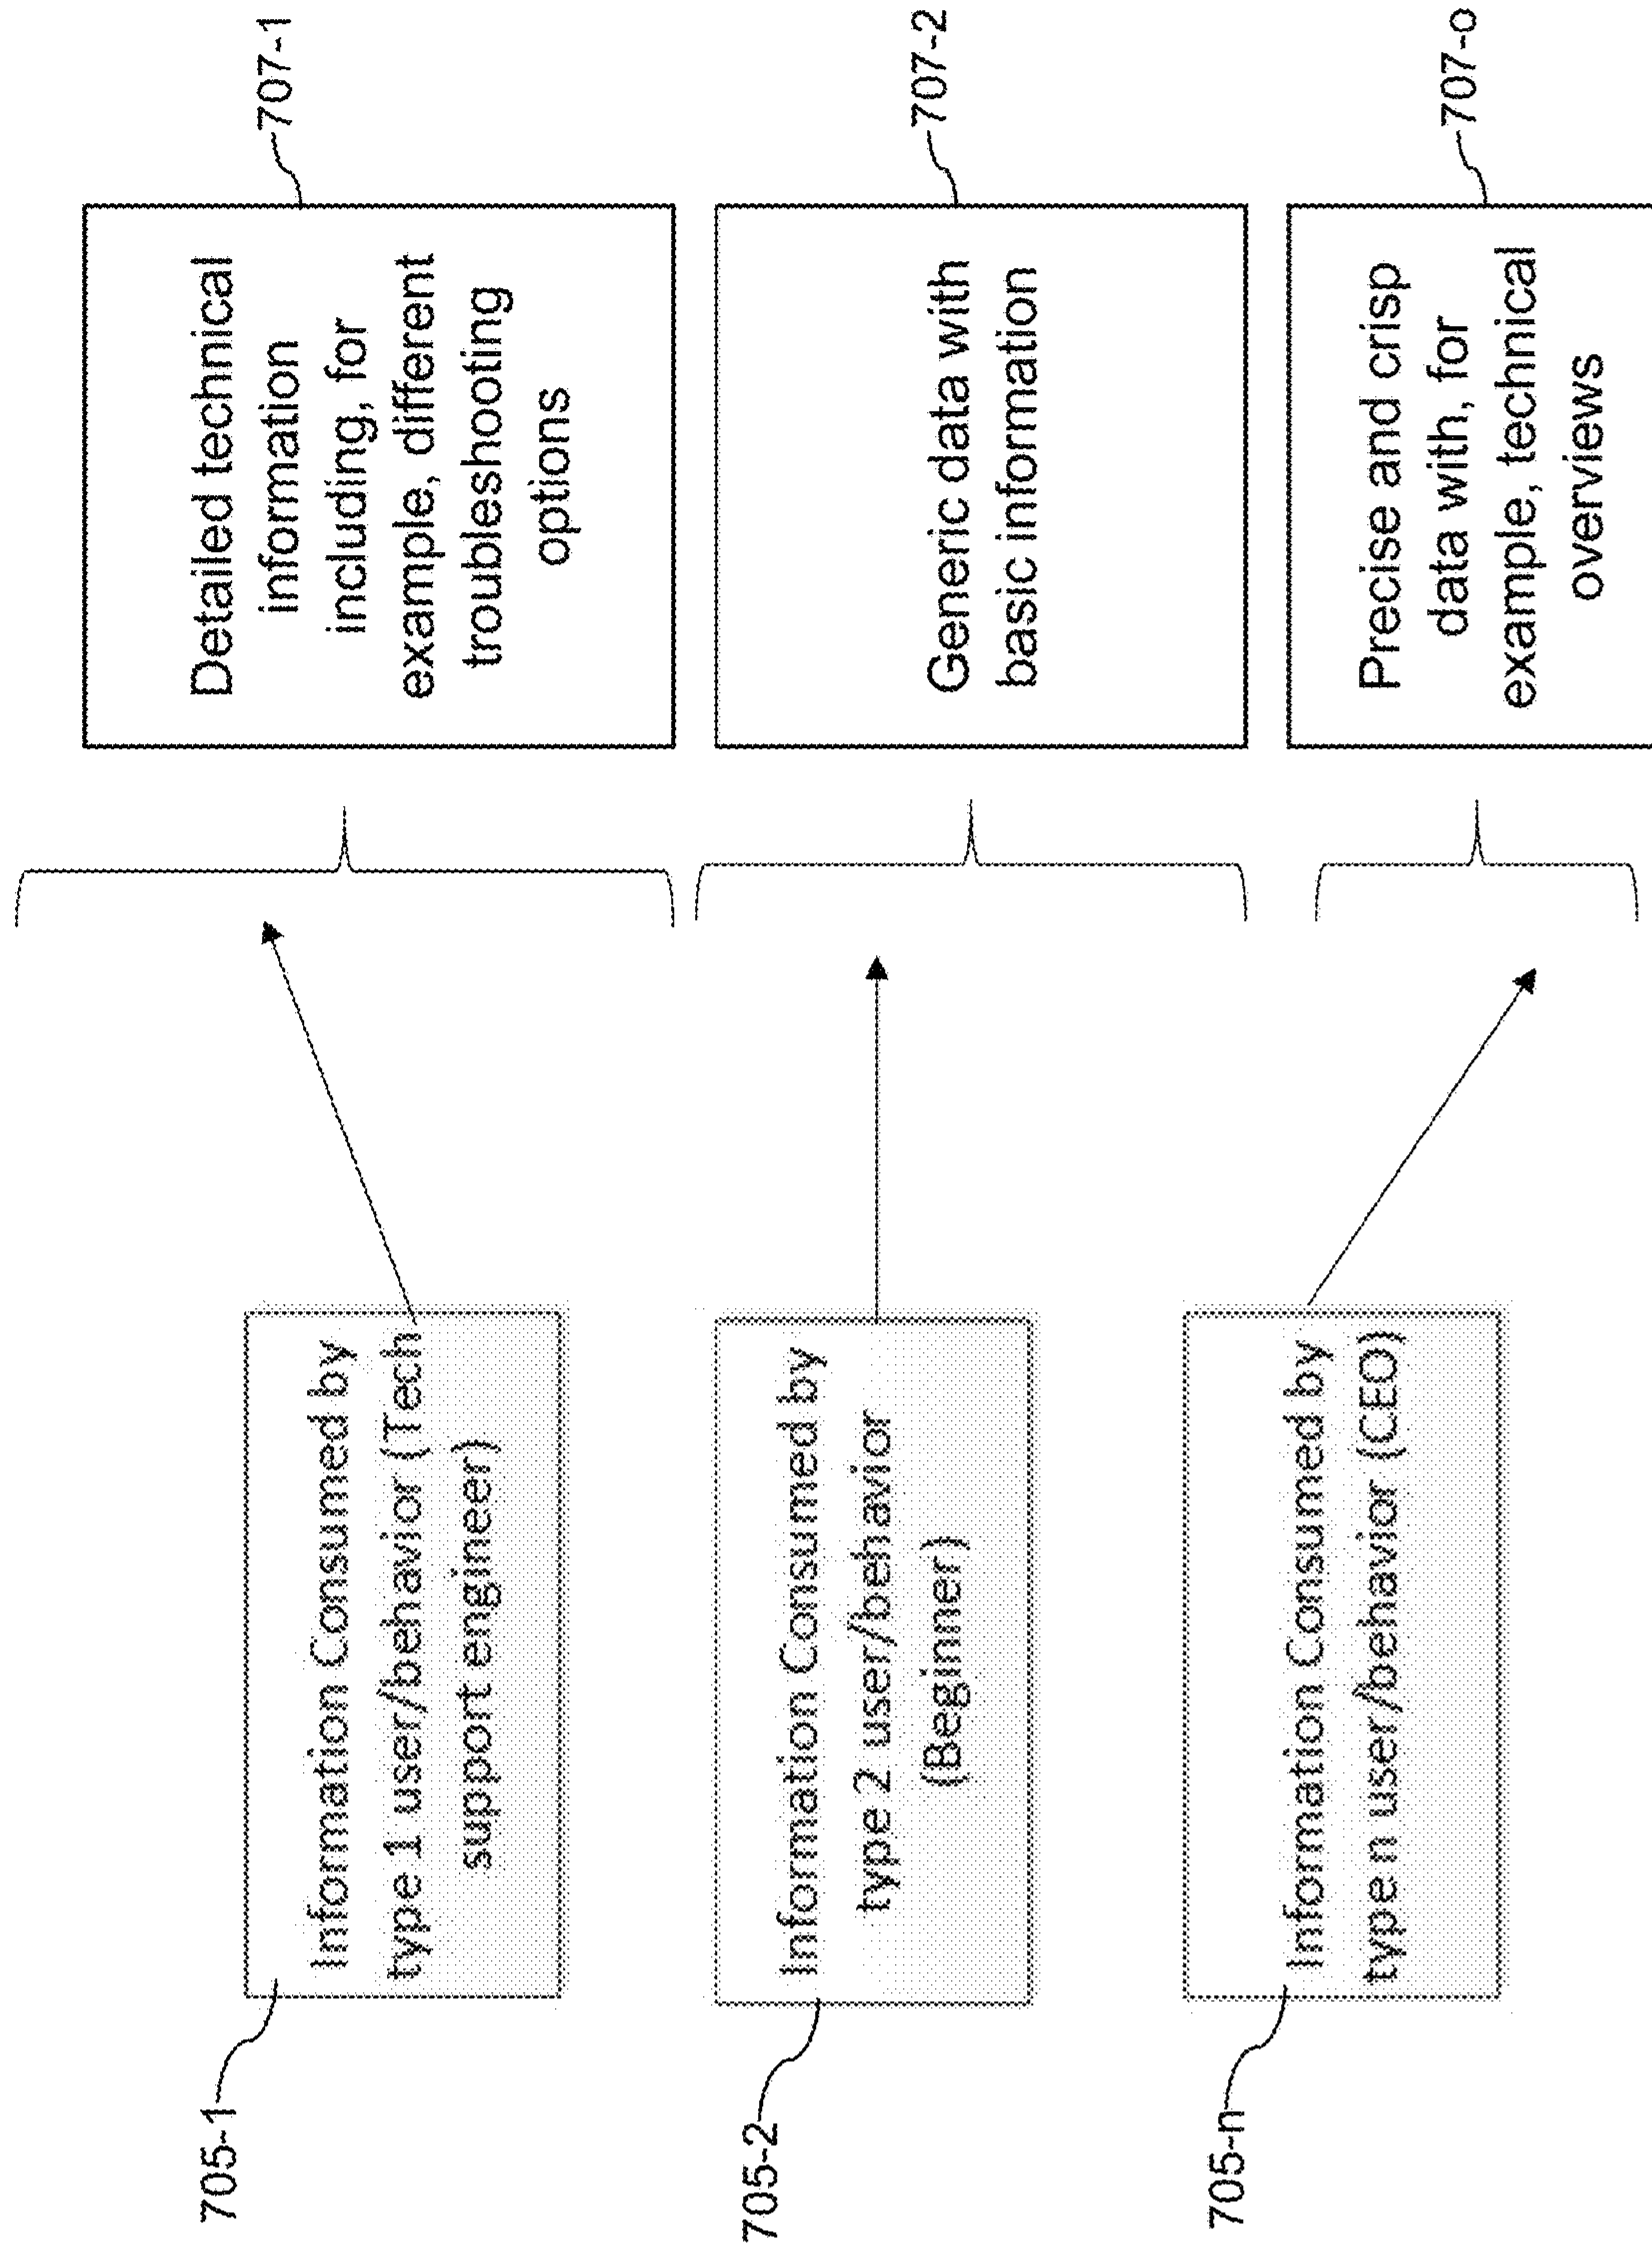 705-1
Information Consumed by
type 1 user/behavior (Tech
support engineer)
Detailed technical
information
including, for
example, different
troubleshooting
options
707-1
705-2
Information Consumed by
type 2 user/behavior
(Beginner)
Generic data with
basic information
707-2
705-n
Information Consumed by
type n user/behavior (CEO)
Precise and crisp
data with, for
example, technical
overviews
707-o